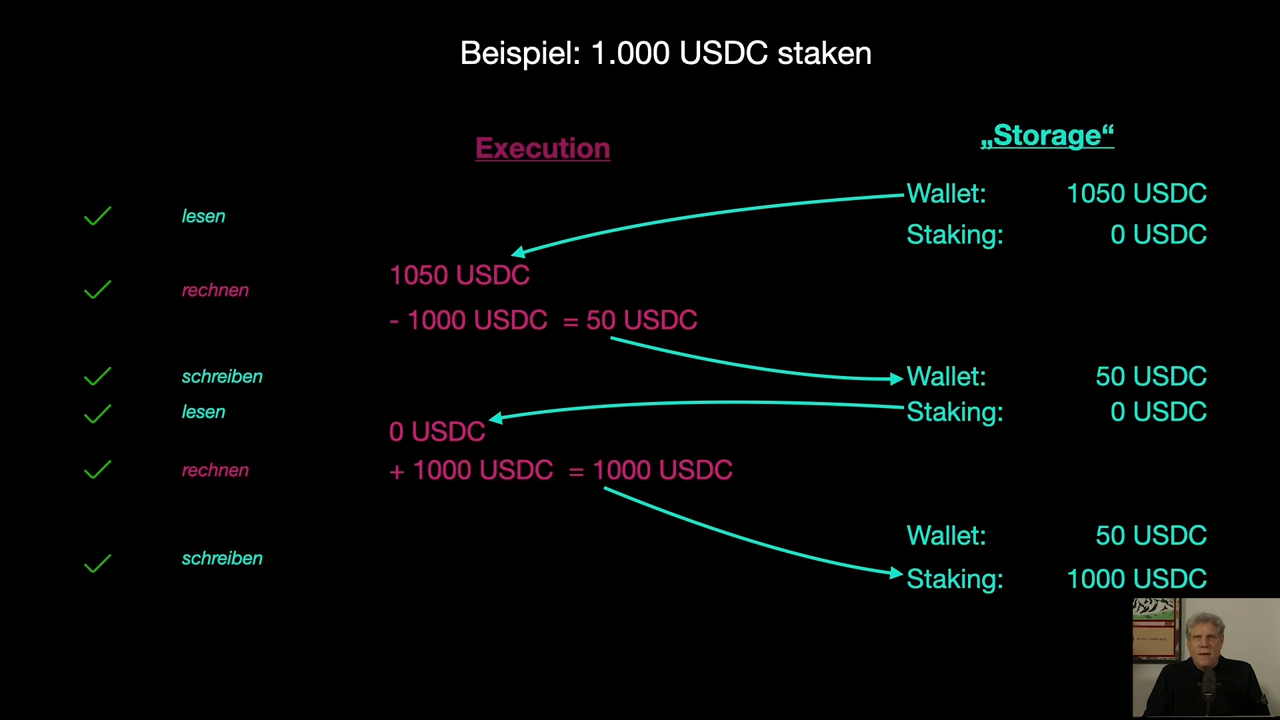 Beispiel: 1.000 USDC staken
Execution
„Storage“
Wallet: 1050 USDC
lesen
Staking: 0 USDC
1050 USDC
rechnen
- 1000 USDC = 50 USDC
schreiben
Wallet: 50 USDC
lesen
Staking: 0 USDC
0 USDC
rechnen
+ 1000 USDC = 1000 USDC
Wallet: 50 USDC
schreiben
Staking: 1000 USDC